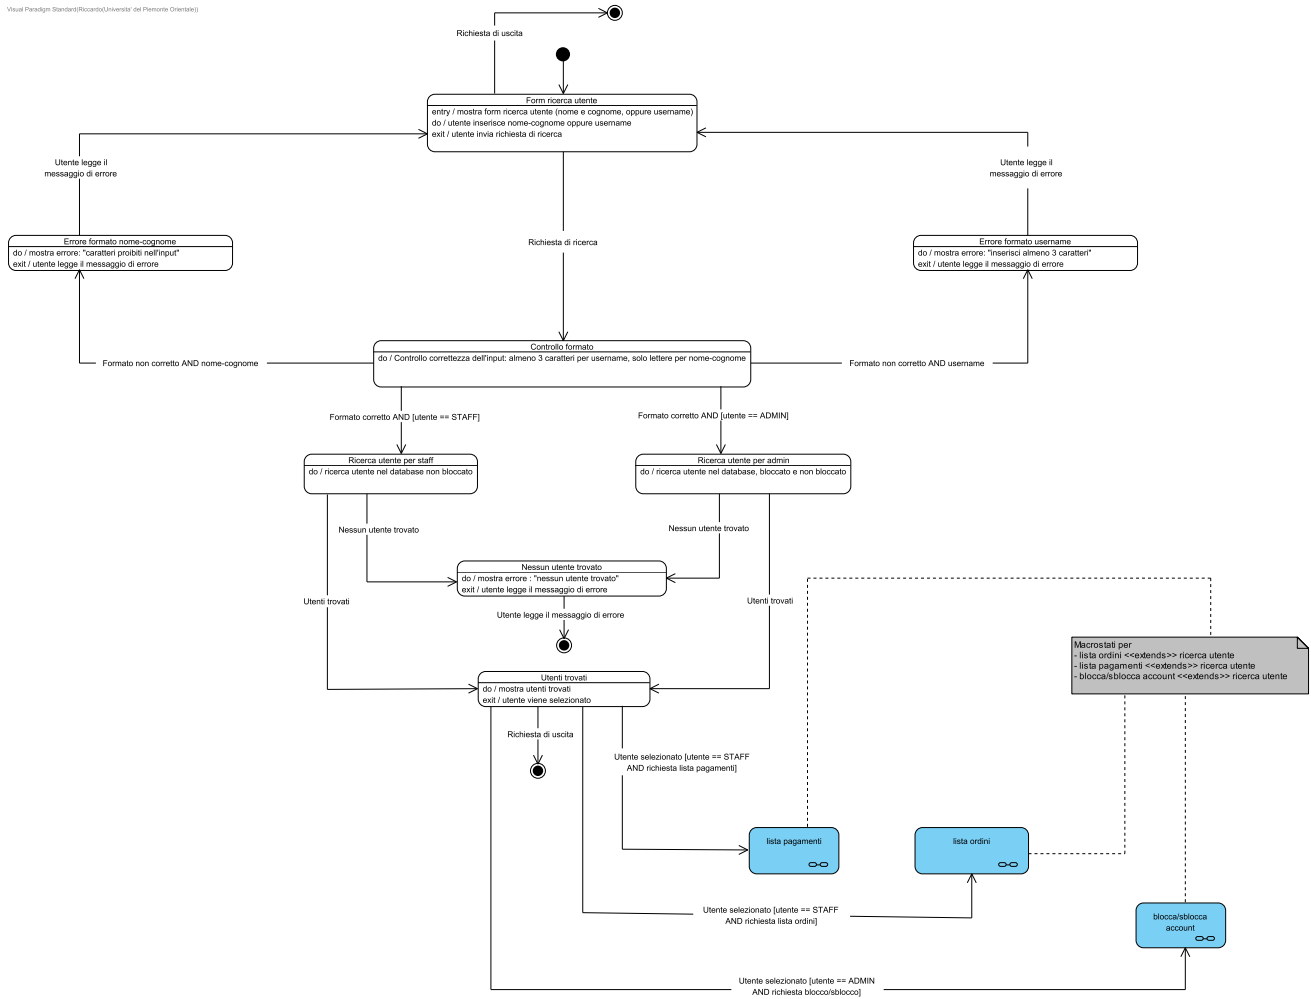 Visual Paradigm Standard(Riccardo(Universita' del Piemonte Orientale))
Richiesta di uscita
Form ricerca utente
entry / mostra form ricerca utente (nome e cognome, oppure username)
do / utente inserisce nome-cognome oppure username
exit / utente invia richiesta di ricerca
Utente legge il
messaggio di errore
Utente legge il
messaggio di errore
Richiesta di ricerca
Errore formato nome-cognome
do / mostra errore: "caratteri proibiti nell'input"
exit / utente legge il messaggio di errore
Errore formato username
do / mostra errore: "inserisci almeno 3 caratteri"
exit / utente legge il messaggio di errore
Controllo formato
do / Controllo correttezza dell'input: almeno 3 caratteri per username, solo lettere per nome-cognome
Formato non corretto AND nome-cognome
Formato non corretto AND username
Formato corretto AND [utente == STAFF]
Formato corretto AND [utente == ADMIN]
Ricerca utente per staff
do / ricerca utente nel database non bloccato
Ricerca utente per admin
do / ricerca utente nel database, bloccato e non bloccato
Nessun utente trovato
Nessun utente trovato
Nessun utente trovato
do / mostra errore : "nessun utente trovato"
exit / utente legge il messaggio di errore
Utenti trovati
Utenti trovati
Utente legge il messaggio di errore
Macrostati per
- lista ordini <<extends>> ricerca utente
- lista pagamenti <<extends>> ricerca utente
- blocca/sblocca account <<extends>> ricerca utente
Utenti trovati
do / mostra utenti trovati
exit / utente viene selezionato
Richiesta di uscita
Utente selezionato [utente == STAFF
AND richiesta lista pagamenti]
lista pagamenti
lista ordini
Utente selezionato [utente == STAFF
AND richiesta lista ordini]
blocca/sblocca
account
Utente selezionato [utente == ADMIN
AND richiesta blocco/sblocco]